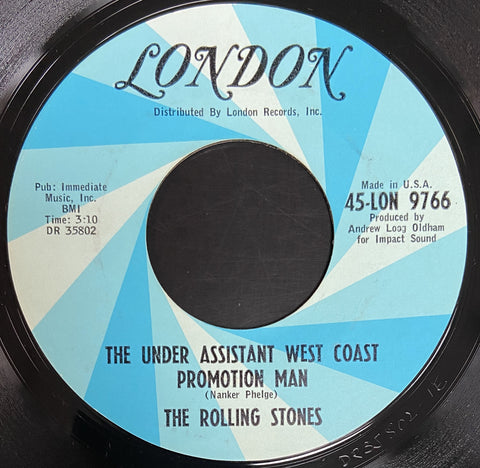 LONDON
Distributed By London Records, Inc.
Pub: Immediate
Music, Inc.
BMI
Time: 3:10
DR 35802
Made in U.S.A.
45-LON 9766
Produced by
Andrew Loog Oldham
for Impact Sound
THE UNDER ASSISTANT WEST COAST
PROMOTION MAN
(Nanker Phelge)
THE ROLLING STONES